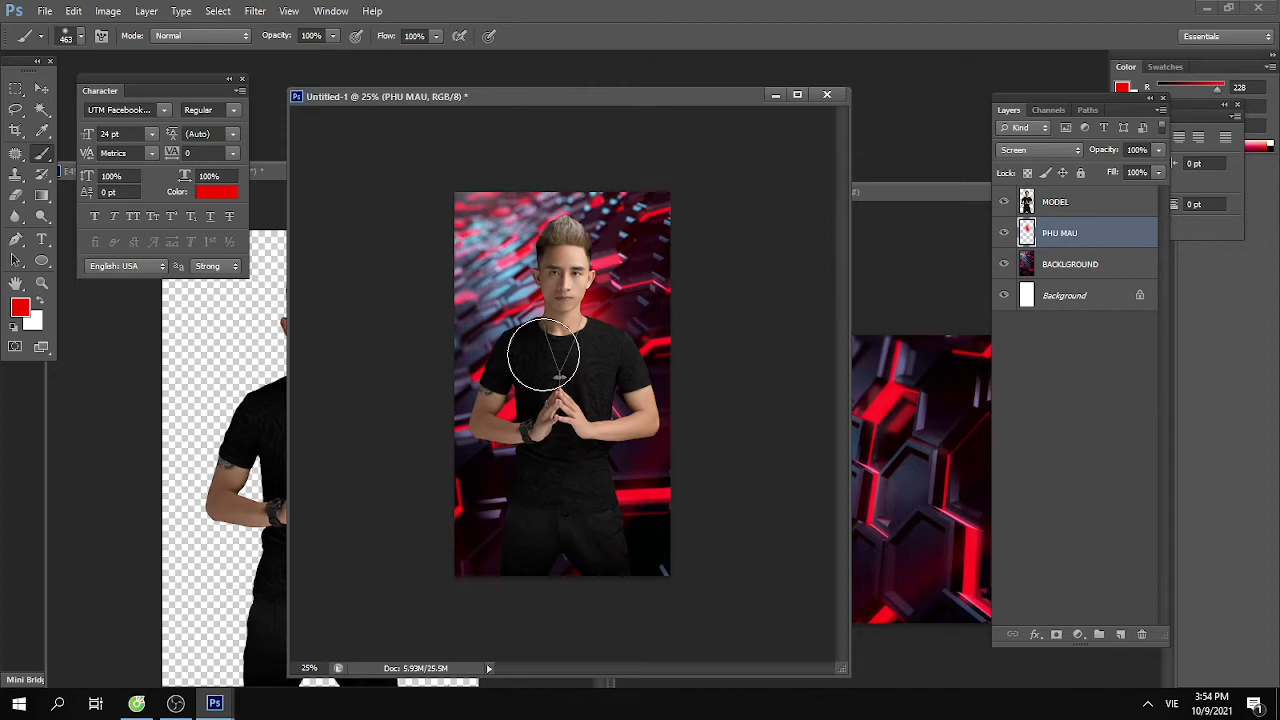 Ps File Edit Image Layer Type Select Filter View Window Help
463 Mode: Normal Opacity: 100% Flow: 100% Essentials
Color Swatches
R 228
Character
UTM Facebook... Regular
24 pt (Auto)
Metrics 0
100% 100%
0 pt Color:
English: USA Strong
Untitled-1 @ 25% (PHU MAU, RGB/8) *
25% Doc: 5.93M/25.5M
Layers Channels Paths
Kind
Screen Opacity: 100%
Lock: Fill: 100%
MODEL
PHU MAU
BACKLGROUND
Background
0 pt
0 pt
Mini Bridg
VIE
3:54 PM
10/9/2021